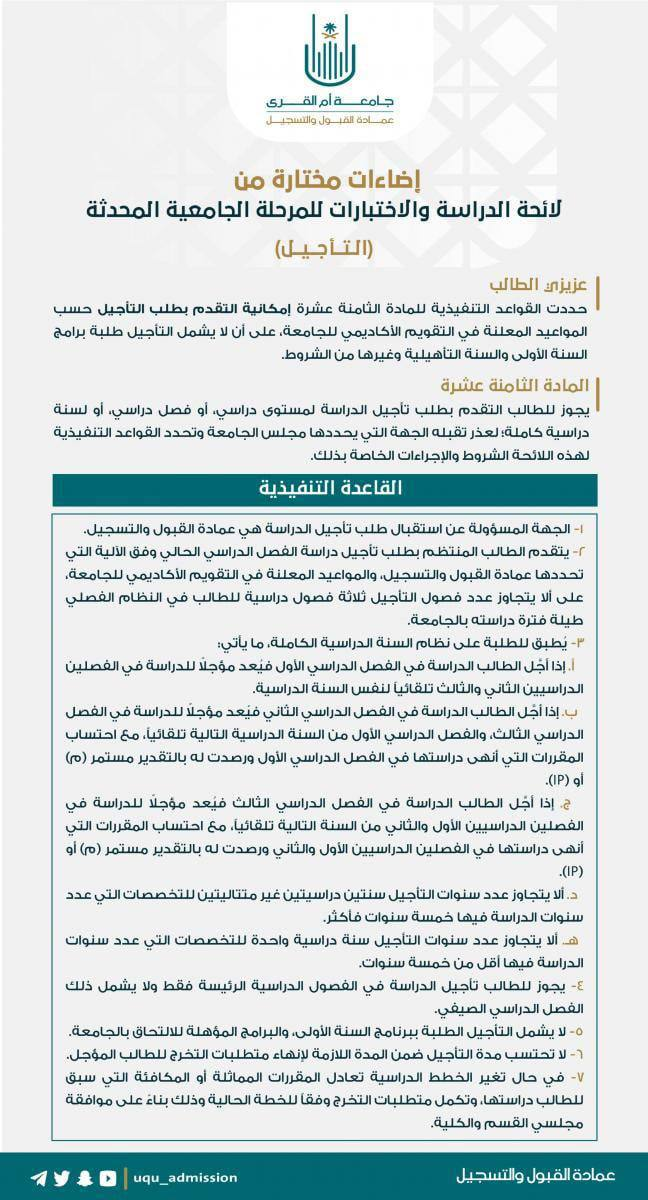 جامعة أم القرى
عمادة القبول والتسجيل
إضاءات مختارة من
لائحة الدراسة والاختبارات للمرحلة الجامعية المحدثة
(التأجيل)
عزيزي الطالب
حددت القواعد التنفيذية للمادة الثامنة عشرة إمكانية التقدم بطلب التأجيل حسب
المواعيد المعلنة في التقويم الأكاديمي للجامعة، على أن لا يشمل التأجيل طلبة برامج
السنة الأولى والسنة التأهيلية وغيرها من الشروط.
المادة الثامنة عشرة
يجوز للطالب التقدم بطلب تأجيل الدراسة لمستوى دراسي، أو فصل دراسي، أو لسنة
دراسية كاملة؛ لعذر تقبله الجهة التي يحددها مجلس الجامعة وتحدد القواعد التنفيذية
لهذه اللائحة الشروط والإجراءات الخاصة بذلك.
القاعدة التنفيذية
١- الجهة المسؤولة عن استقبال طلب تأجيل الدراسة هي عمادة القبول والتسجيل.
٢- يتقدم الطالب المنتظم بطلب تأجيل دراسة الفصل الدراسي الحالي وفق الآلية التي
تحددها عمادة القبول والتسجيل، والمواعيد المعلنة في التقويم الأكاديمي للجامعة،
على ألا يتجاوز عدد فصول التأجيل ثلاثة فصول دراسية للطالب في النظام الفصلي
طيلة فترة دراسته بالجامعة.
٣- يُطبق للطلبة على نظام السنة الدراسية الكاملة، ما يأتي:
أ. إذا أجَّل الطالب الدراسة في الفصل الدراسي الأول فيُعد مؤجلًا للدراسة في الفصلين
الدراسيين الثاني والثالث تلقائياً لنفس السنة الدراسية.
ب. إذا أجَّل الطالب الدراسة في الفصل الدراسي الثاني فيُعد مؤجلًا للدراسة في الفصل
الدراسي الثالث، والفصل الدراسي الأول من السنة الدراسية التالية تلقائياً، مع احتساب
المقررات التي أنهى دراستها في الفصل الدراسي الأول ورصدت له بالتقدير مستمر (م)
أو (IP).
ج. إذا أجَّل الطالب الدراسة في الفصل الدراسي الثالث فيُعد مؤجلًا للدراسة في
الفصلين الدراسيين الأول والثاني من السنة التالية تلقائياً، مع احتساب المقررات التي
أنهى دراستها في الفصلين الدراسيين الأول والثاني ورصدت له بالتقدير مستمر (م) أو
(IP).
د. ألا يتجاوز عدد سنوات التأجيل سنتين دراسيتين غير متتاليتين للتخصصات التي عدد
سنوات الدراسة فيها خمسة سنوات فأكثر.
هـ. ألا يتجاوز عدد سنوات التأجيل سنة دراسية واحدة للتخصصات التي عدد سنوات
الدراسة فيها أقل من خمسة سنوات.
٤- يجوز للطالب تأجيل الدراسة في الفصول الدراسية الرئيسة فقط ولا يشمل ذلك
الفصل الدراسي الصيفي.
٥- لا يشمل التأجيل الطلبة ببرنامج السنة الأولى، والبرامج المؤهلة للالتحاق بالجامعة.
٦- لا تحتسب مدة التأجيل ضمن المدة اللازمة لإنهاء متطلبات التخرج للطالب المؤجل.
٧- في حال تغير الخطط الدراسية تعادل المقررات المماثلة أو المكافئة التي سبق
للطالب دراستها، وتكمل متطلبات التخرج وفقاً للخطة الحالية وذلك بناءً على موافقة
مجلسي القسم والكلية.
عمادة القبول والتسجيل
uqu_admission